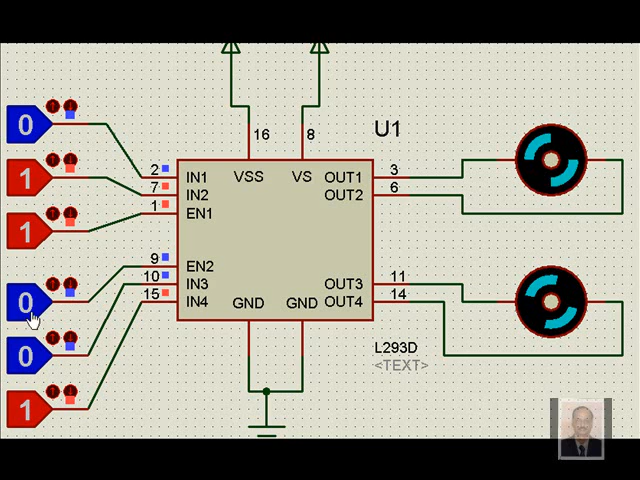 U1
16 8
0
1
1
0
0
1
2 IN1 VSS VS OUT1 3
7 IN2 OUT2 6
1 EN1
9 EN2
10 IN3 OUT3 11
15 IN4 GND GND OUT4 14
L293D
<TEXT>